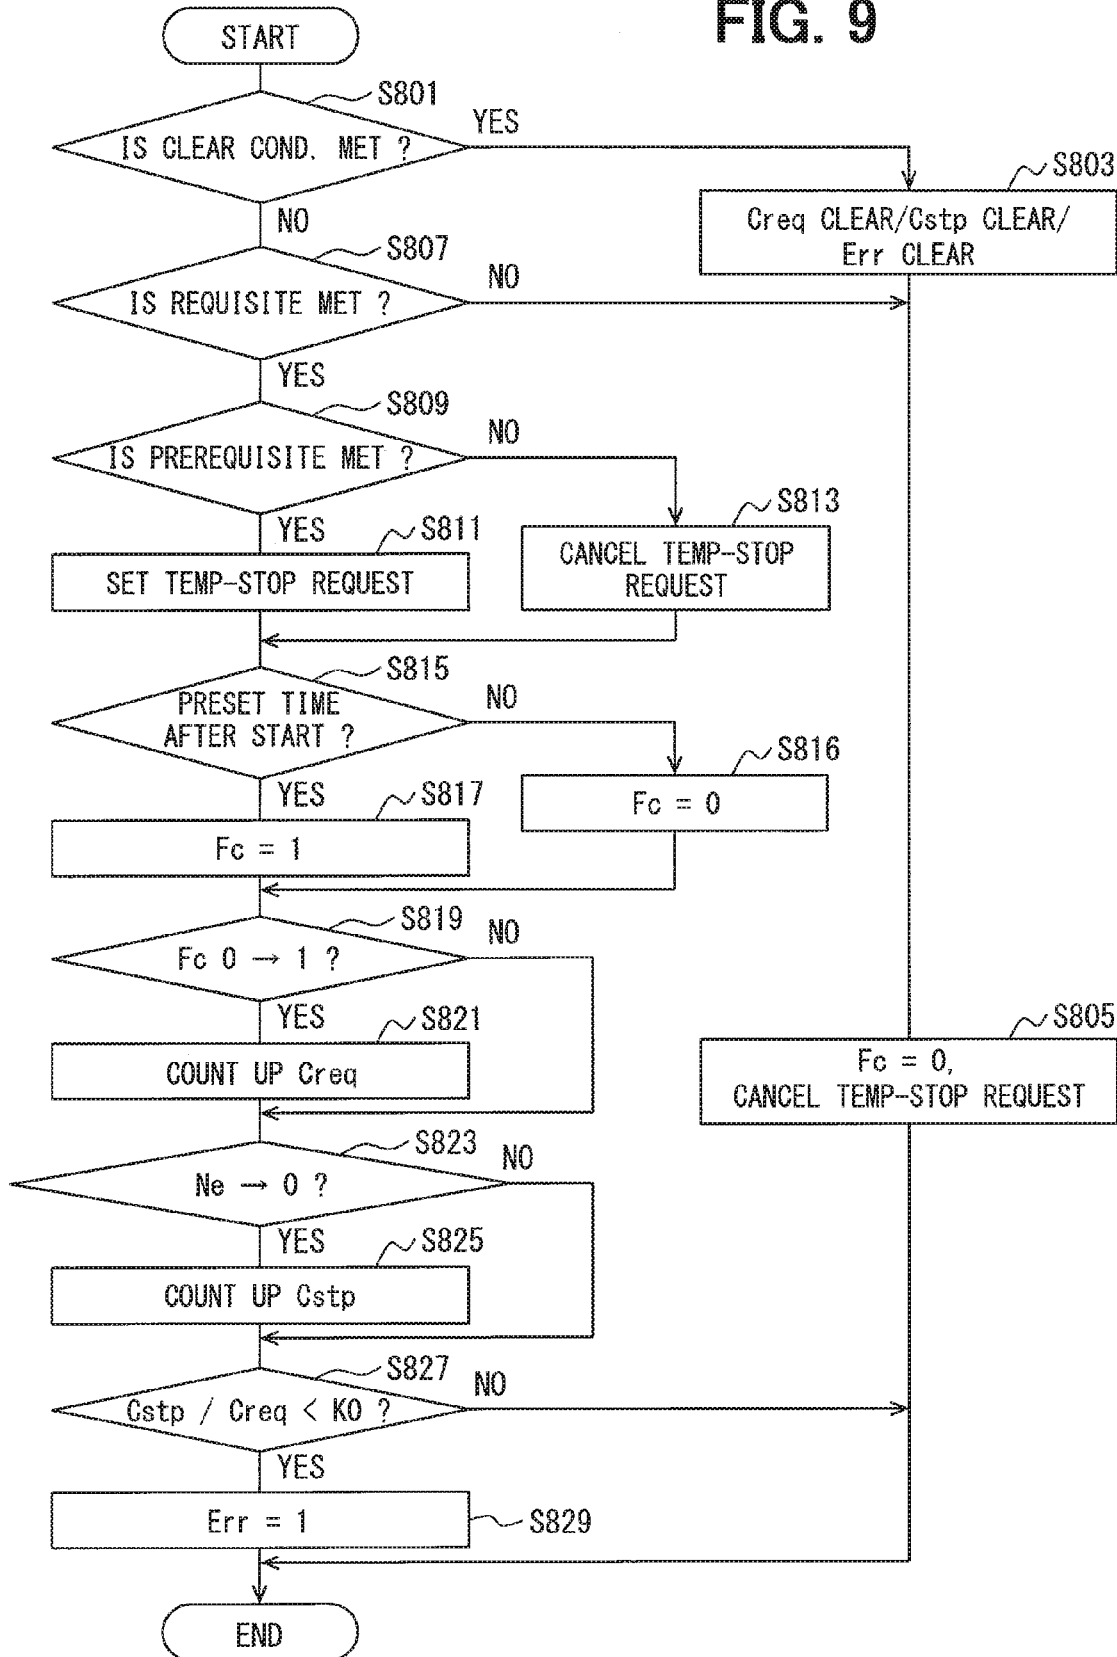 FIG. 9
START
S801
IS CLEAR COND. MET ?
YES
S803
Creq CLEAR/Cstp CLEAR/
Err CLEAR
NO
S807
IS REQUISITE MET ?
NO
YES
S809
IS PREREQUISITE MET ?
NO
S813
CANCEL TEMP-STOP
REQUEST
YES
S811
SET TEMP-STOP REQUEST
S815
PRESET TIME
AFTER START ?
NO
S816
Fc = 0
YES
S817
Fc = 1
S819
Fc 0 → 1 ?
NO
YES
S821
COUNT UP Creq
S805
Fc = 0,
CANCEL TEMP-STOP REQUEST
S823
Ne → 0 ?
NO
YES
S825
COUNT UP Cstp
S827
Cstp / Creq < K0 ?
NO
YES
Err = 1
S829
END